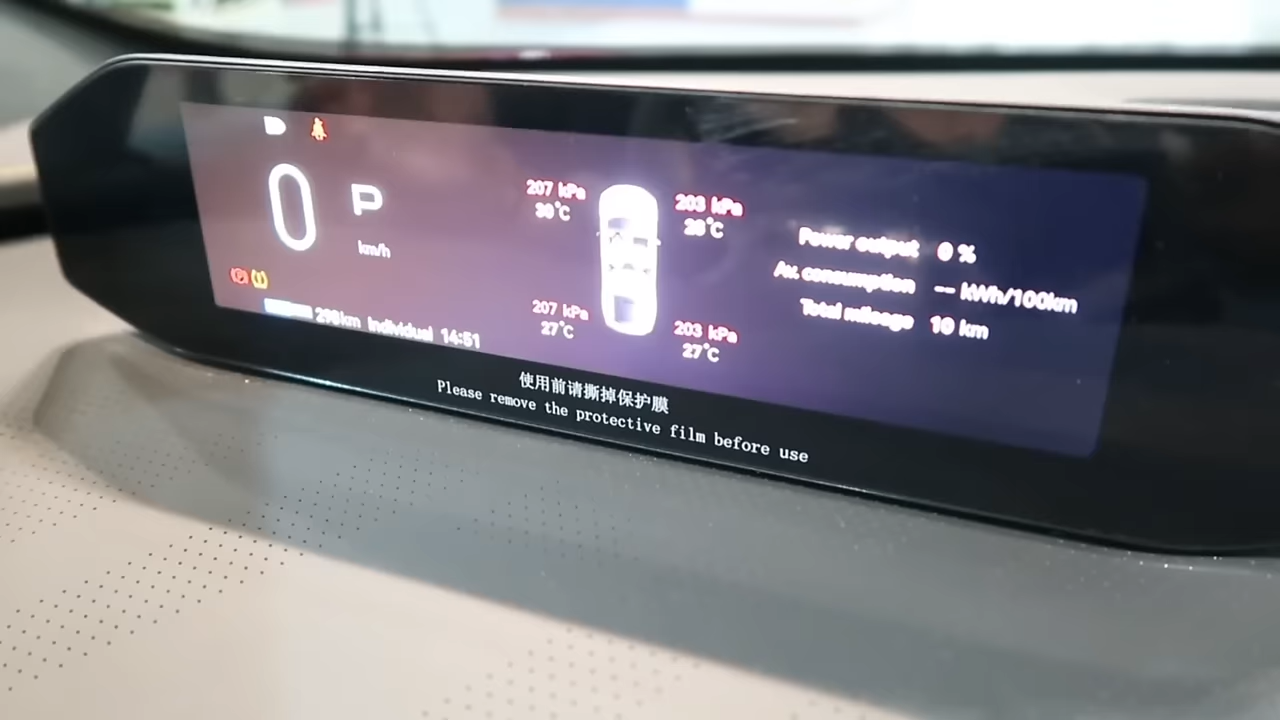 0 P
km/h
298km Individual 14:51
207 kPa
30°C
203 kPa
28°C
207 kPa
27°C
203 kPa
27°C
Power output 0 %
Av. consumption -- kWh/100km
Total mileage 10 km
使用前请撕掉保护膜
Please remove the protective film before use